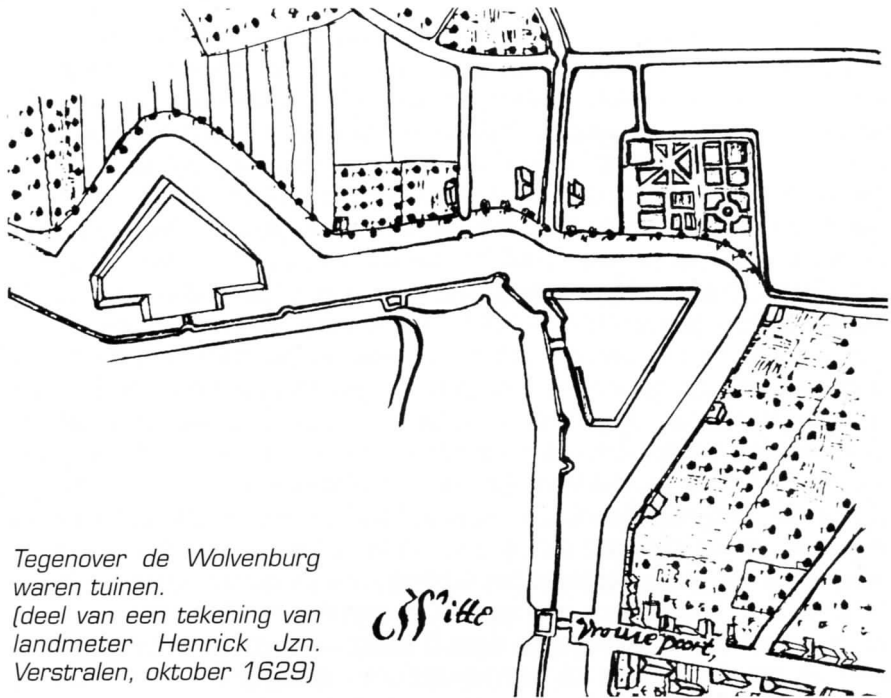 Tegenover de Wolvenburg
waren tuinen.
(deel van een tekening van
landmeter Henrick Jzn.
Verstralen, oktober 1629)
Witte
Vrouwe poort,